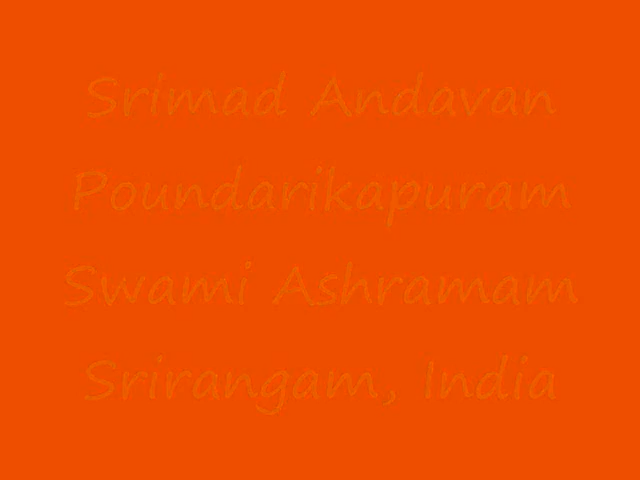 Srimad Andavan
Poundarikapuram
Swami Ashramam
Srirangam, India